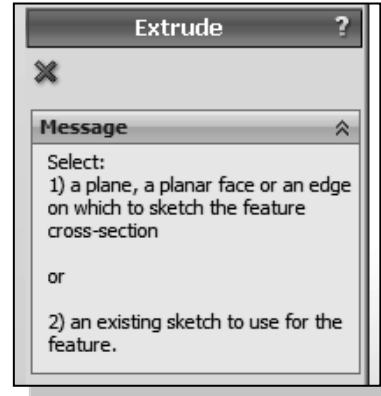 Extrude ?
Message
Select:
1) a plane, a planar face or an edge
on which to sketch the feature
cross-section
or
2) an existing sketch to use for the
feature.